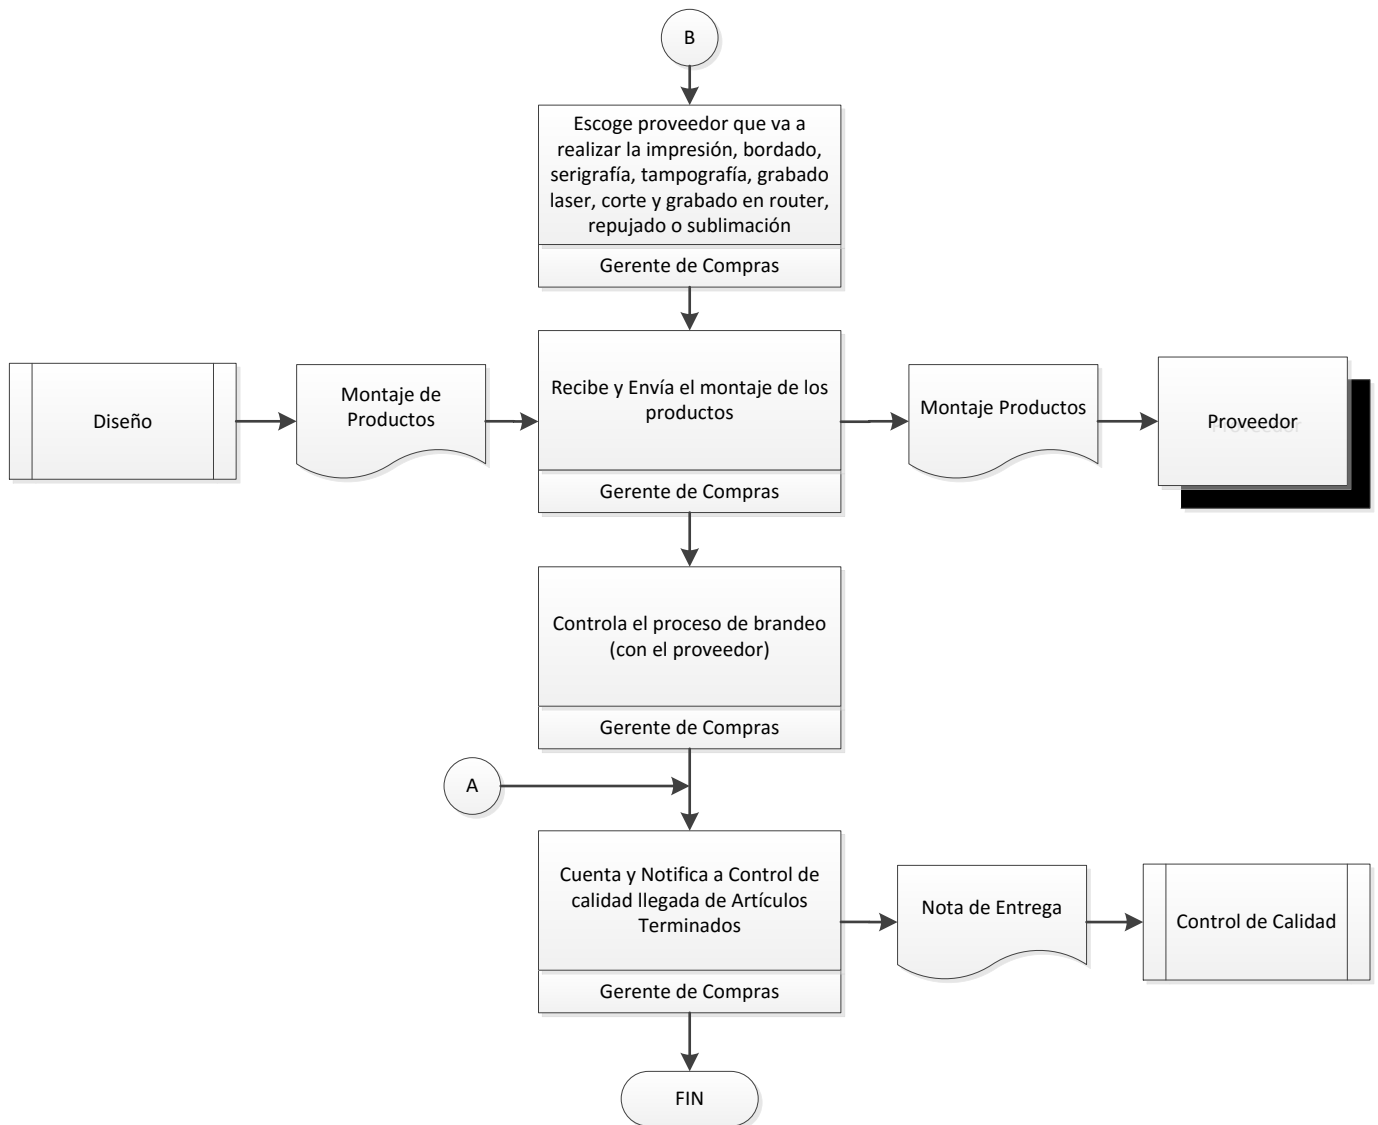 B
Escoge proveedor que va a
realizar la impresión, bordado,
serigrafía, tampografía, grabado
laser, corte y grabado en router,
repujado o sublimación
Gerente de Compras
Diseño
Montaje de
Productos
Recibe y Envía el montaje de los
productos
Gerente de Compras
Montaje Productos
Proveedor
Controla el proceso de brandeo
(con el proveedor)
Gerente de Compras
A
Cuenta y Notifica a Control de
calidad llegada de Artículos
Terminados
Gerente de Compras
Nota de Entrega
Control de Calidad
FIN